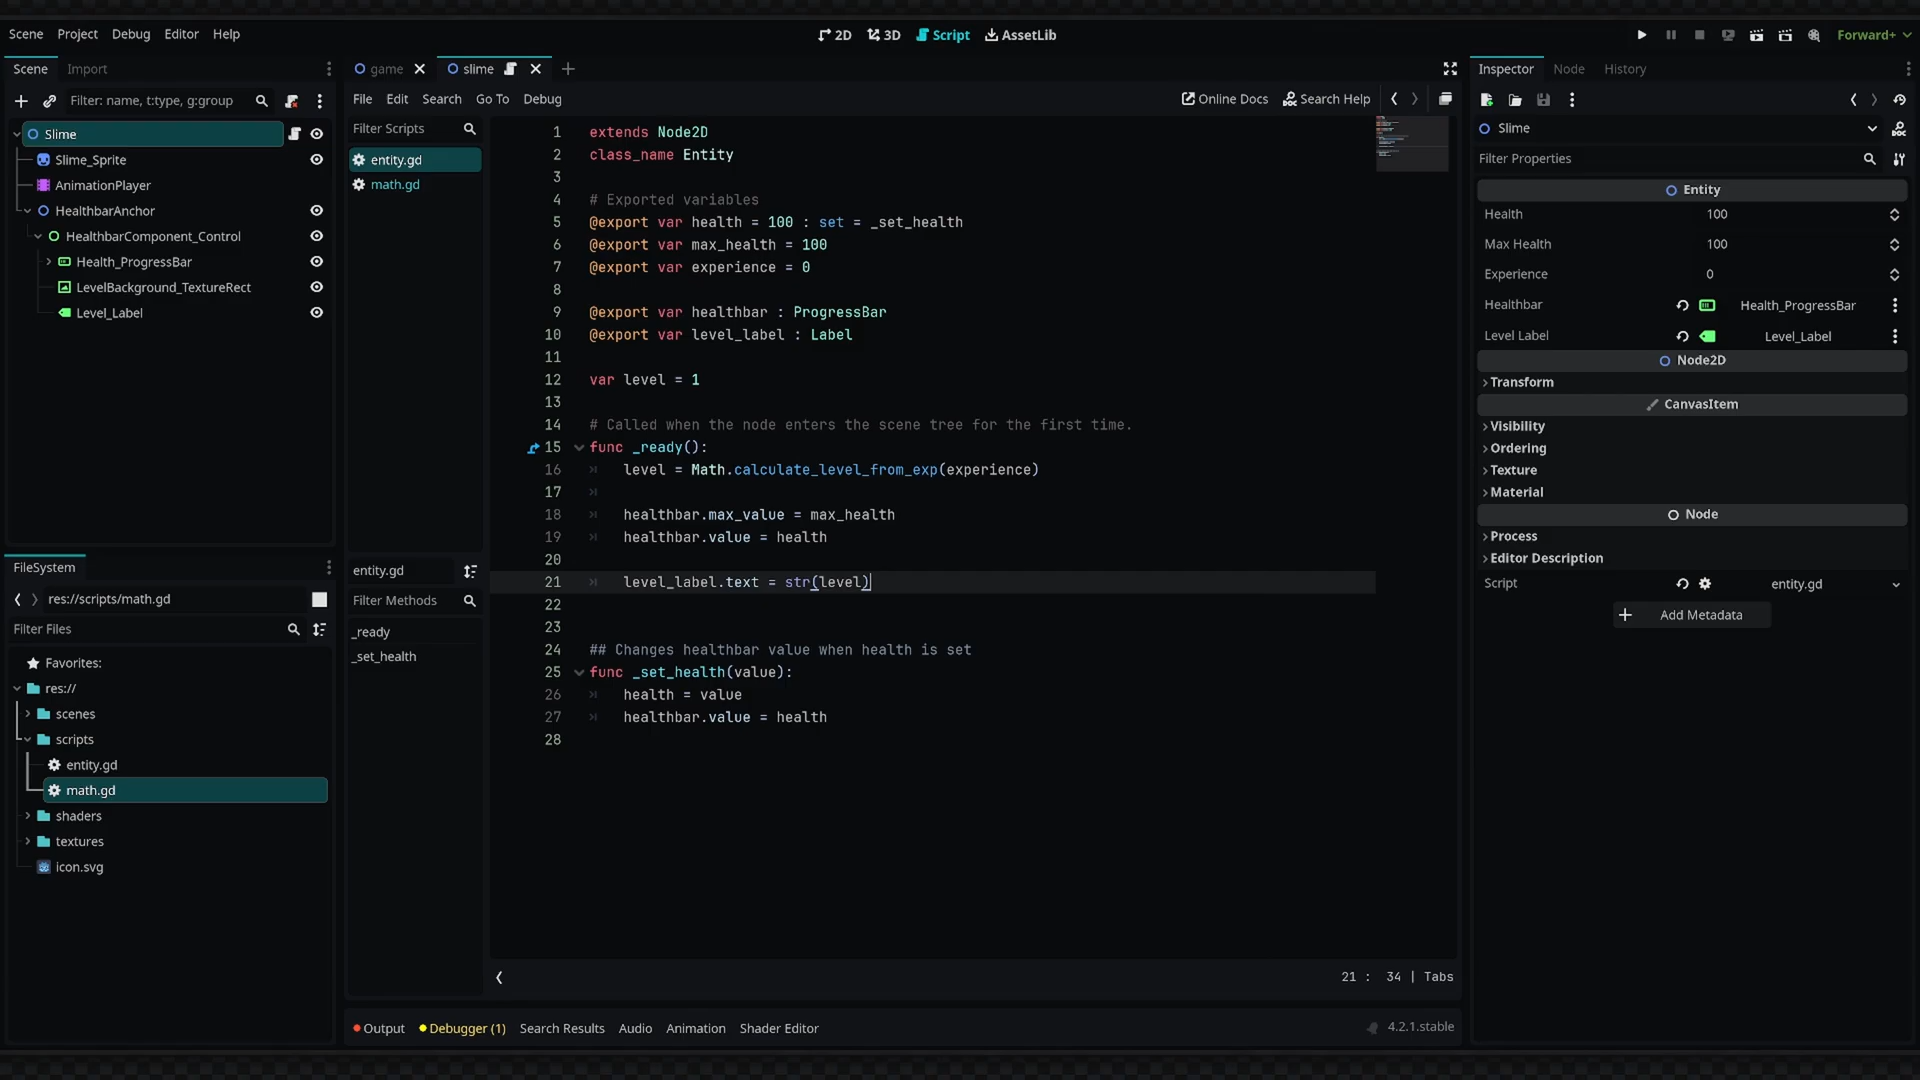 Scene Project Debug Editor Help
2D 3D Script AssetLib
Forward+
Scene Import
Filter: name, t:type, g:group
Slime
Slime_Sprite
AnimationPlayer
HealthbarAnchor
HealthbarComponent_Control
Health_ProgressBar
LevelBackground_TextureRect
Level_Label
FileSystem
res://scripts/math.gd
Filter Files
Favorites:
res://
scenes
scripts
entity.gd
math.gd
shaders
textures
icon.svg
game slime
File Edit Search Go To Debug
Online Docs Search Help
Filter Scripts
entity.gd
math.gd
entity.gd
Filter Methods
_ready
_set_health
1 extends Node2D
2 class_name Entity
3
4 # Exported variables
5 @export var health = 100 : set = _set_health
6 @export var max_health = 100
7 @export var experience = 0
8
9 @export var healthbar : ProgressBar
10 @export var level_label : Label
11
12 var level = 1
13
14 # Called when the node enters the scene tree for the first time.
15 func _ready():
16 level = Math.calculate_level_from_exp(experience)
17
18 healthbar.max_value = max_health
19 healthbar.value = health
20
21 level_label.text = str(level)
22
23
24 ## Changes healthbar value when health is set
25 func _set_health(value):
26 health = value
27 healthbar.value = health
28
21 : 34 | Tabs
Output Debugger (1) Search Results Audio Animation Shader Editor
4.2.1.stable
Inspector Node History
Slime
Filter Properties
Entity
Health 100
Max Health 100
Experience 0
Healthbar Health_ProgressBar
Level Label Level_Label
Node2D
Transform
CanvasItem
Visibility
Ordering
Texture
Material
Node
Process
Editor Description
Script entity.gd
Add Metadata